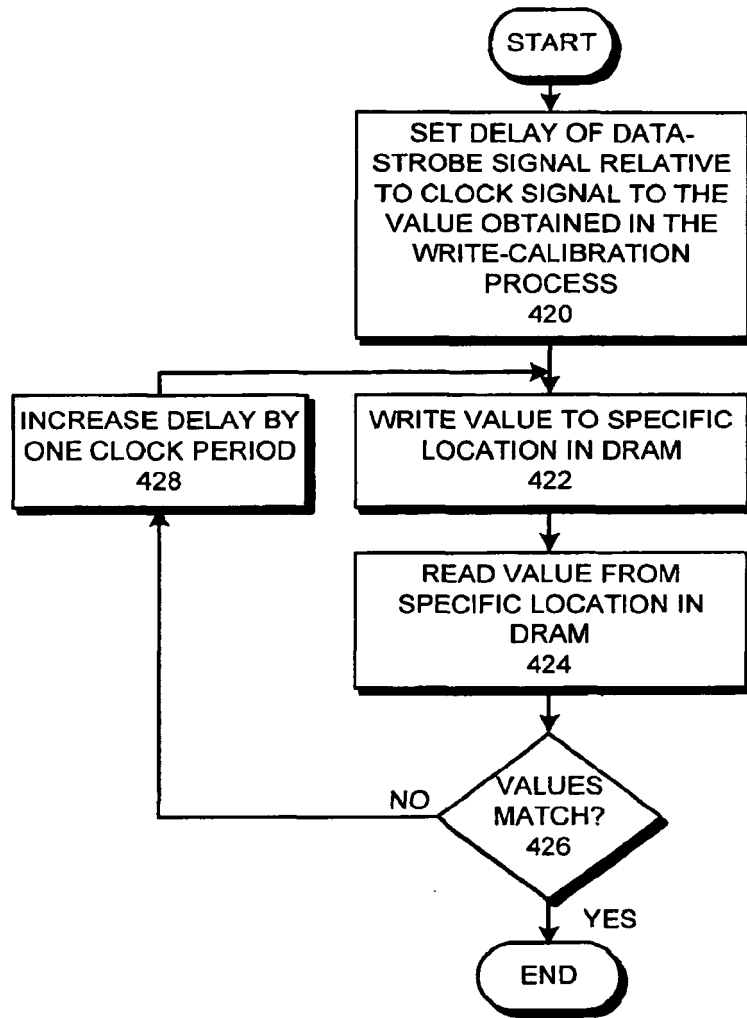 START
SET DELAY OF DATA-
STROBE SIGNAL RELATIVE
TO CLOCK SIGNAL TO THE
VALUE OBTAINED IN THE
WRITE-CALIBRATION
PROCESS
420
INCREASE DELAY BY
ONE CLOCK PERIOD
428
WRITE VALUE TO SPECIFIC
LOCATION IN DRAM
422
READ VALUE FROM
SPECIFIC LOCATION IN
DRAM
424
NO
VALUES
MATCH?
426
YES
END